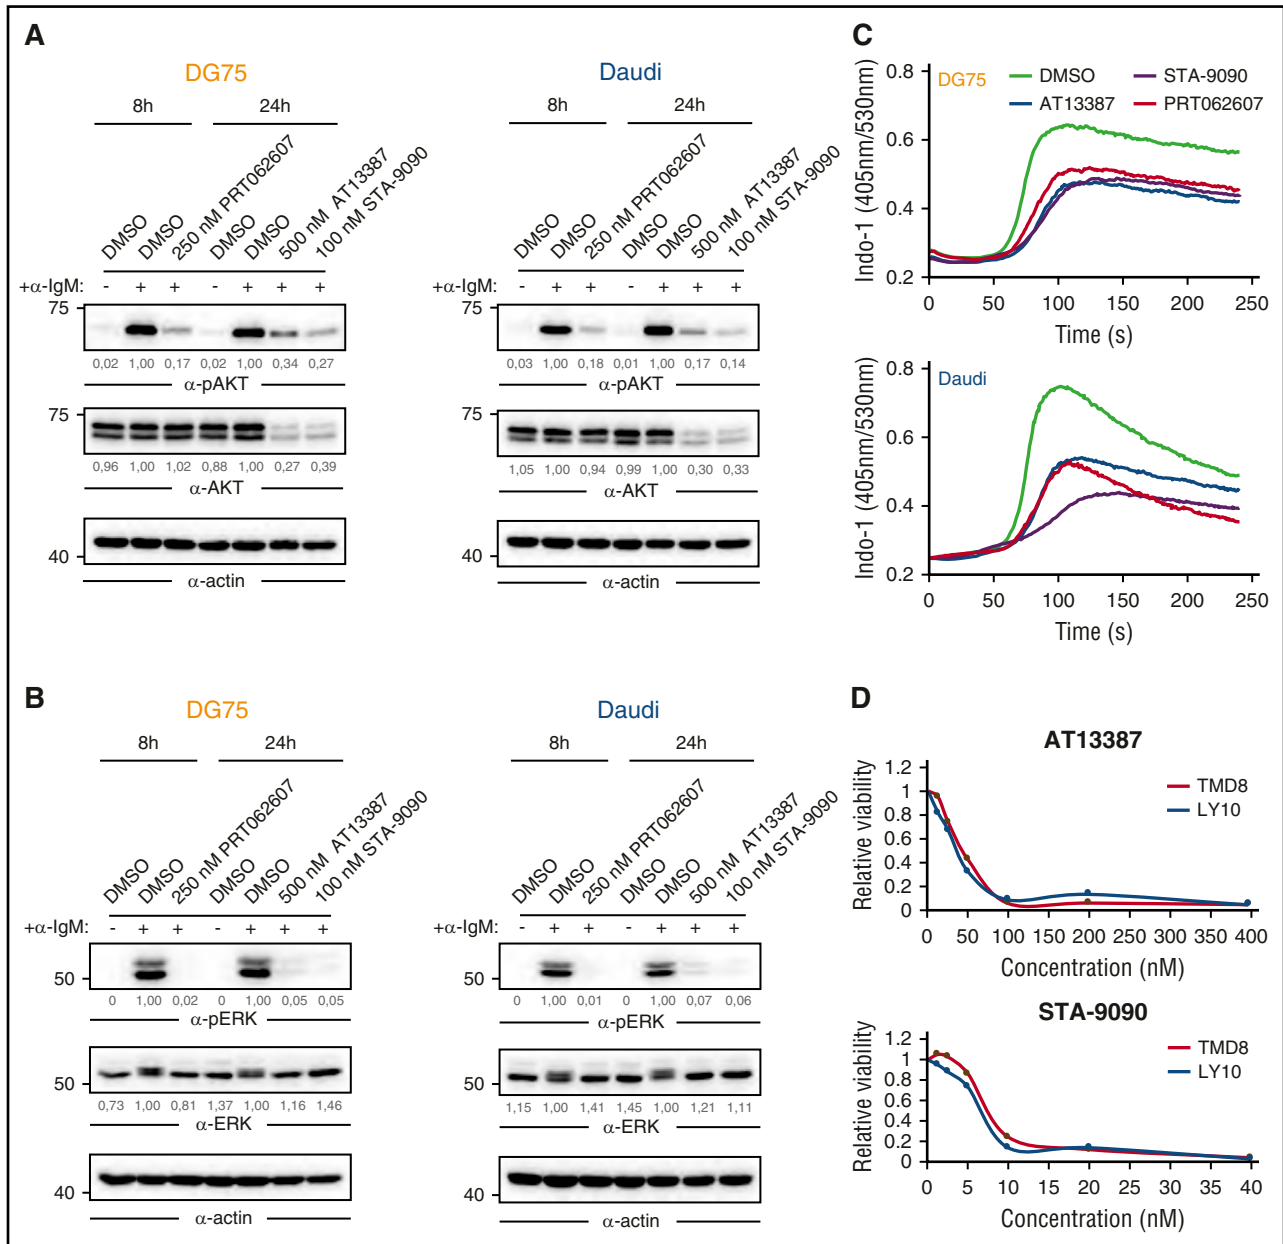 A
DG75
8h 24h
DMSO
DMSO
250 nM PRT062607
DMSO
DMSO
500 nM AT13387
100 nM STA-9090
+α-IgM: - + + - + + +
75
0,02 1,00 0,17 0,02 1,00 0,34 0,27
α-pAKT
75
0,96 1,00 1,02 0,88 1,00 0,27 0,39
α-AKT
40
α-actin
Daudi
8h 24h
DMSO
DMSO
250 nM PRT062607
DMSO
DMSO
500 nM AT13387
100 nM STA-9090
+α-IgM: - + + - + + +
75
0,03 1,00 0,18 0,01 1,00 0,17 0,14
α-pAKT
75
1,05 1,00 0,94 0,99 1,00 0,30 0,33
α-AKT
40
α-actin
B
DG75
8h 24h
DMSO
DMSO
250 nM PRT062607
DMSO
DMSO
500 nM AT13387
100 nM STA-9090
+α-IgM: - + + - + + +
50
0 1,00 0,02 0 1,00 0,05 0,05
α-pERK
50
0,73 1,00 0,81 1,37 1,00 1,16 1,46
α-ERK
40
α-actin
Daudi
8h 24h
DMSO
DMSO
250 nM PRT062607
DMSO
DMSO
500 nM AT13387
100 nM STA-9090
+α-IgM: - + + - + + +
50
0 1,00 0,01 0 1,00 0,07 0,06
α-pERK
50
1,15 1,00 1,41 1,45 1,00 1,21 1,11
α-ERK
40
α-actin
C
DG75
DMSO STA-9090
AT13387 PRT062607
Indo-1 (405nm/530nm)
0.8
0.6
0.4
0.2
0 50 100 150 200 250
Time (s)
Daudi
Indo-1 (405nm/530nm)
0.8
0.6
0.4
0.2
0 50 100 150 200 250
Time (s)
D
AT13387
TMD8
LY10
Relative viability
1.2
1
0.8
0.6
0.4
0.2
0
0 50 100 150 200 250 300 350 400
Concentration (nM)
STA-9090
TMD8
LY10
Relative viability
1.2
1
0.8
0.6
0.4
0.2
0
0 5 10 15 20 25 30 35 40
Concentration (nM)